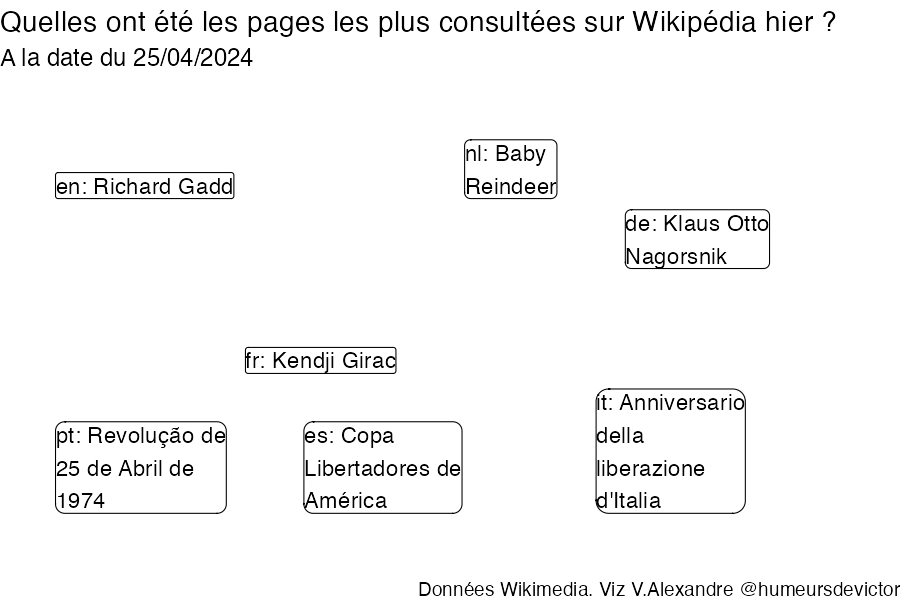 Quelles ont été les pages les plus consultées sur Wikipédia hier ?
A la date du 25/04/2024
en: Richard Gadd
nl: Baby
Reindeer
de: Klaus Otto
Nagorsnik
fr: Kendji Girac
pt: Revolução de
25 de Abril de
1974
es: Copa
Libertadores de
América
it: Anniversario
della
liberazione
d'Italia
Données Wikimedia. Viz V.Alexandre @humeursdevictor